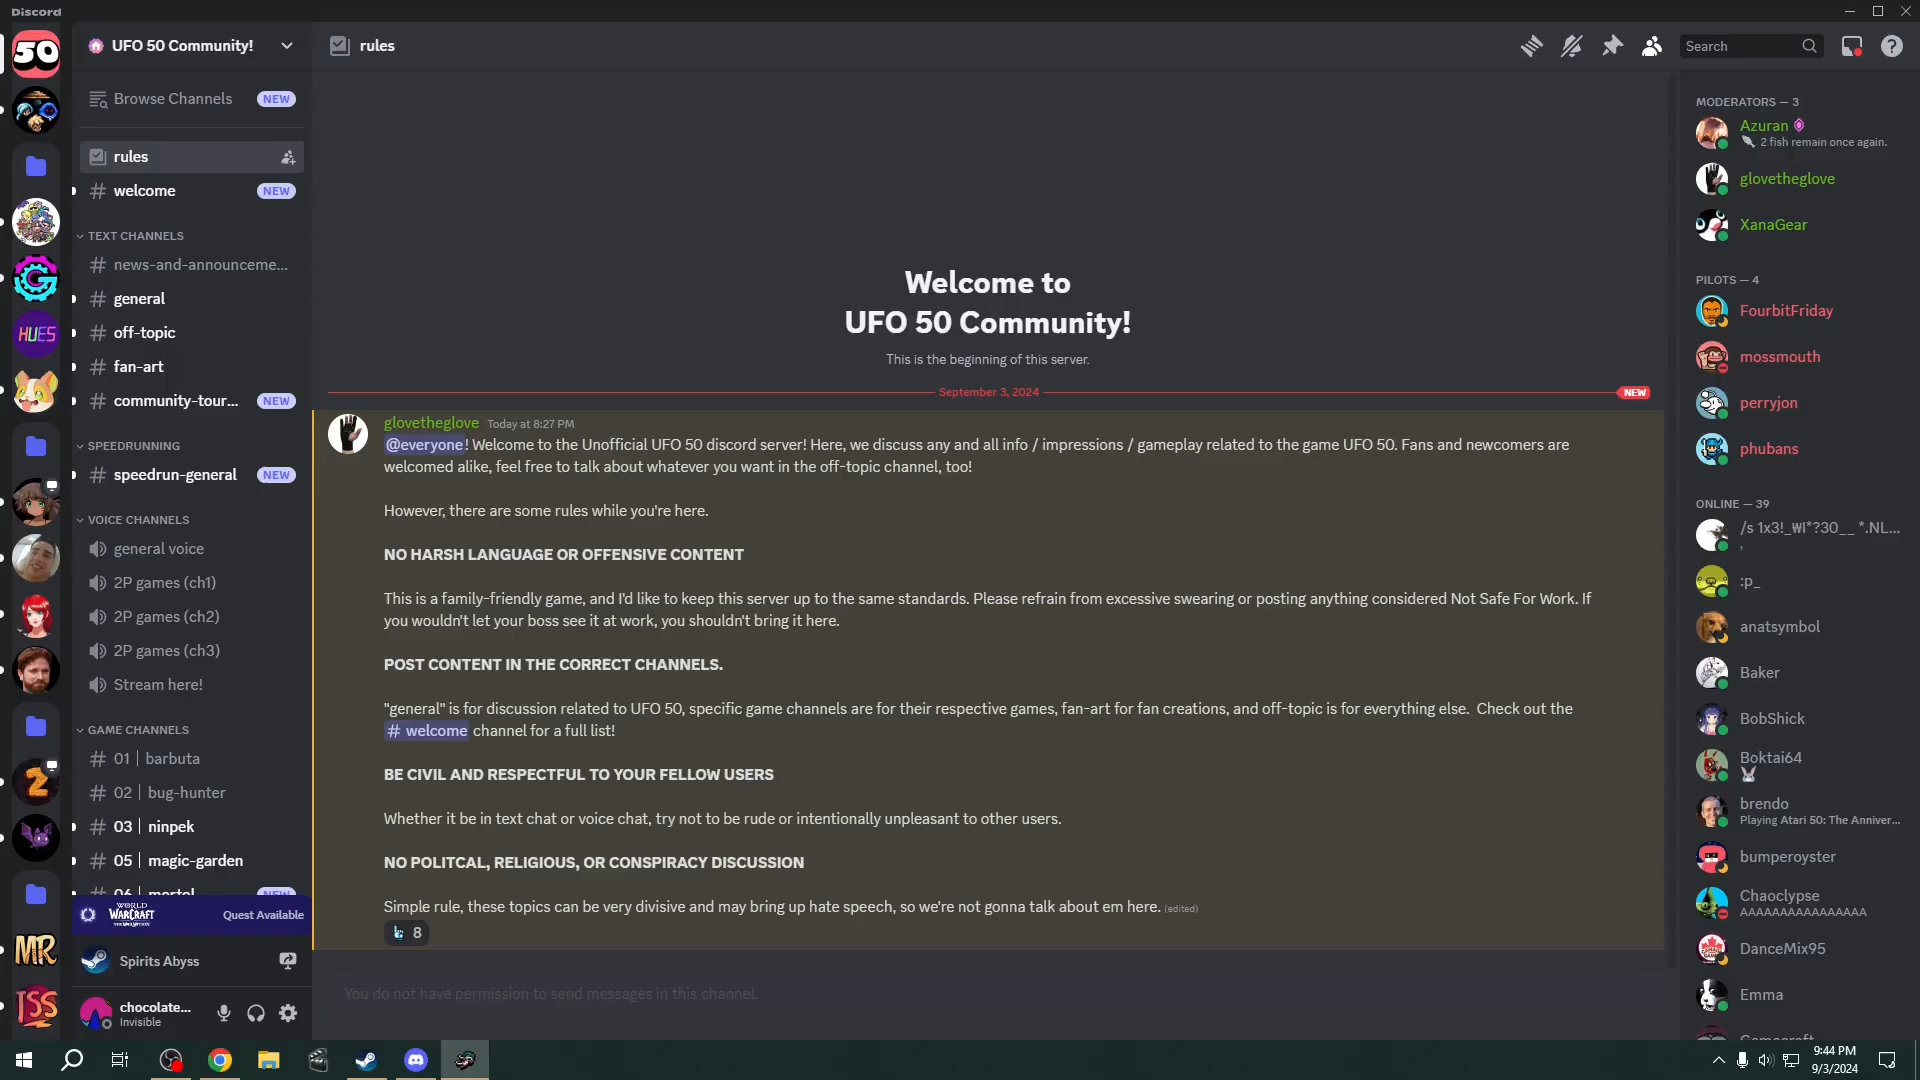 Discord
50
UFO 50 Community!
Browse Channels NEW
rules
welcome NEW
TEXT CHANNELS
news-and-announceme...
general
HUES
off-topic
fan-art
community-tour... NEW
SPEEDRUNNING
speedrun-general NEW
VOICE CHANNELS
general voice
2P games (ch1)
2P games (ch2)
2P games (ch3)
Stream here!
GAME CHANNELS
01 | barbuta
02 | bug-hunter
03 | ninpek
05 | magic-garden
06 | mortol NEW
WORLD
WARCRAFT
Quest Available
MR
Spirits Abyss
ISS
chocolate...
Invisible
rules
Search
Welcome to
UFO 50 Community!
This is the beginning of this server.
September 3, 2024 NEW
glovetheglove Today at 8:27 PM
@everyone! Welcome to the Unofficial UFO 50 discord server! Here, we discuss any and all info / impressions / gameplay related to the game UFO 50. Fans and newcomers are
welcomed alike, feel free to talk about whatever you want in the off-topic channel, too!
However, there are some rules while you're here.
NO HARSH LANGUAGE OR OFFENSIVE CONTENT
This is a family-friendly game, and I'd like to keep this server up to the same standards. Please refrain from excessive swearing or posting anything considered Not Safe For Work. If
you wouldn't let your boss see it at work, you shouldn't bring it here.
POST CONTENT IN THE CORRECT CHANNELS.
"general" is for discussion related to UFO 50, specific game channels are for their respective games, fan-art for fan creations, and off-topic is for everything else. Check out the
# welcome channel for a full list!
BE CIVIL AND RESPECTFUL TO YOUR FELLOW USERS
Whether it be in text chat or voice chat, try not to be rude or intentionally unpleasant to other users.
NO POLITCAL, RELIGIOUS, OR CONSPIRACY DISCUSSION
Simple rule, these topics can be very divisive and may bring up hate speech, so we're not gonna talk about em here. (edited)
8
You do not have permission to send messages in this channel.
MODERATORS — 3
Azuran
2 fish remain once again.
glovetheglove
XanaGear
PILOTS — 4
FourbitFriday
mossmouth
perryjon
phubans
ONLINE — 39
/s 1x3!_₩l*?30__ *.NL...
,
:p_
anatsymbol
Baker
BobShick
Boktai64
brendo
Playing Atari 50: The Anniver...
bumperoyster
Chaoclypse
AAAAAAAAAAAAAAAA
DanceMix95
Emma
9:44 PM
9/3/2024